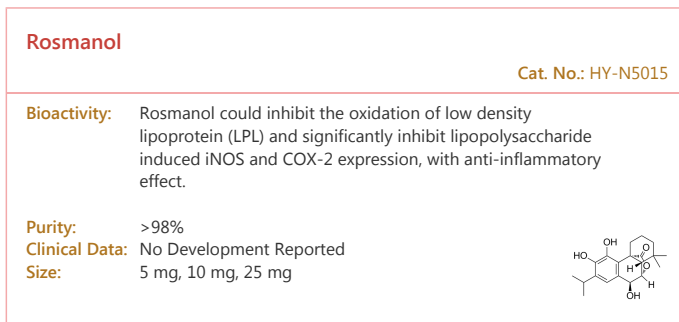 Rosmanol
Cat. No.: HY-N5015
Bioactivity: Rosmanol could inhibit the oxidation of low density
lipoprotein (LPL) and significantly inhibit lipopolysaccharide
induced iNOS and COX-2 expression, with anti-inflammatory
effect.
Purity: >98%
Clinical Data: No Development Reported
Size: 5 mg, 10 mg, 25 mg
OH
HO
O
H
O
H
OH